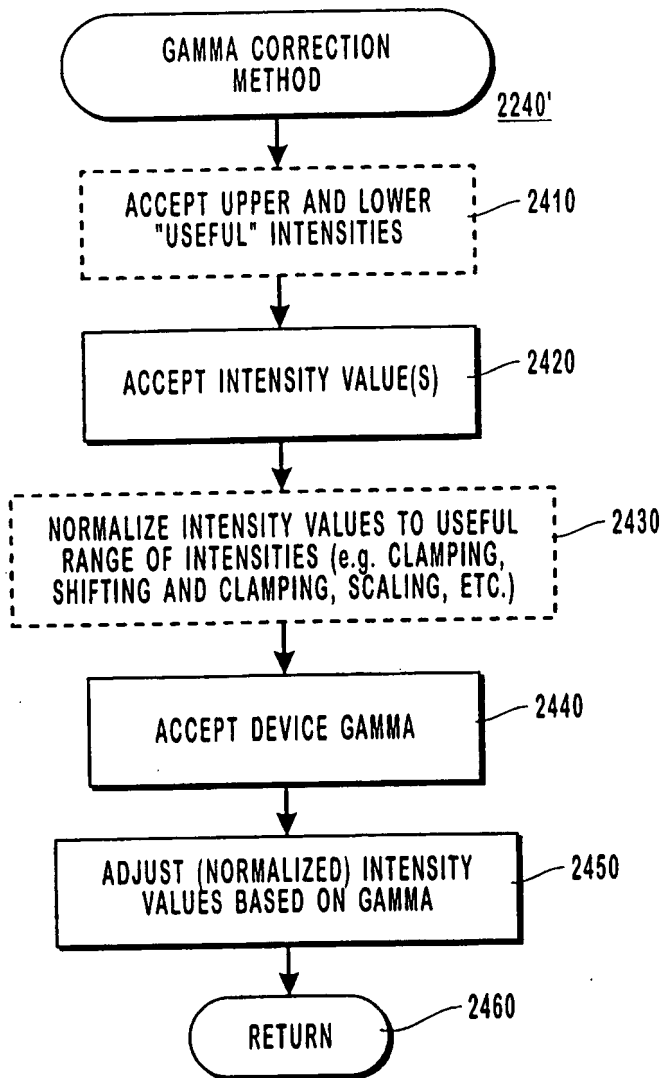 GAMMA CORRECTION
METHOD
2240'
ACCEPT UPPER AND LOWER
"USEFUL" INTENSITIES
2410
ACCEPT INTENSITY VALUE(S)
2420
NORMALIZE INTENSITY VALUES TO USEFUL
RANGE OF INTENSITIES (e.g. CLAMPING,
SHIFTING AND CLAMPING, SCALING, ETC.)
2430
ACCEPT DEVICE GAMMA
2440
ADJUST (NORMALIZED) INTENSITY
VALUES BASED ON GAMMA
2450
RETURN
2460